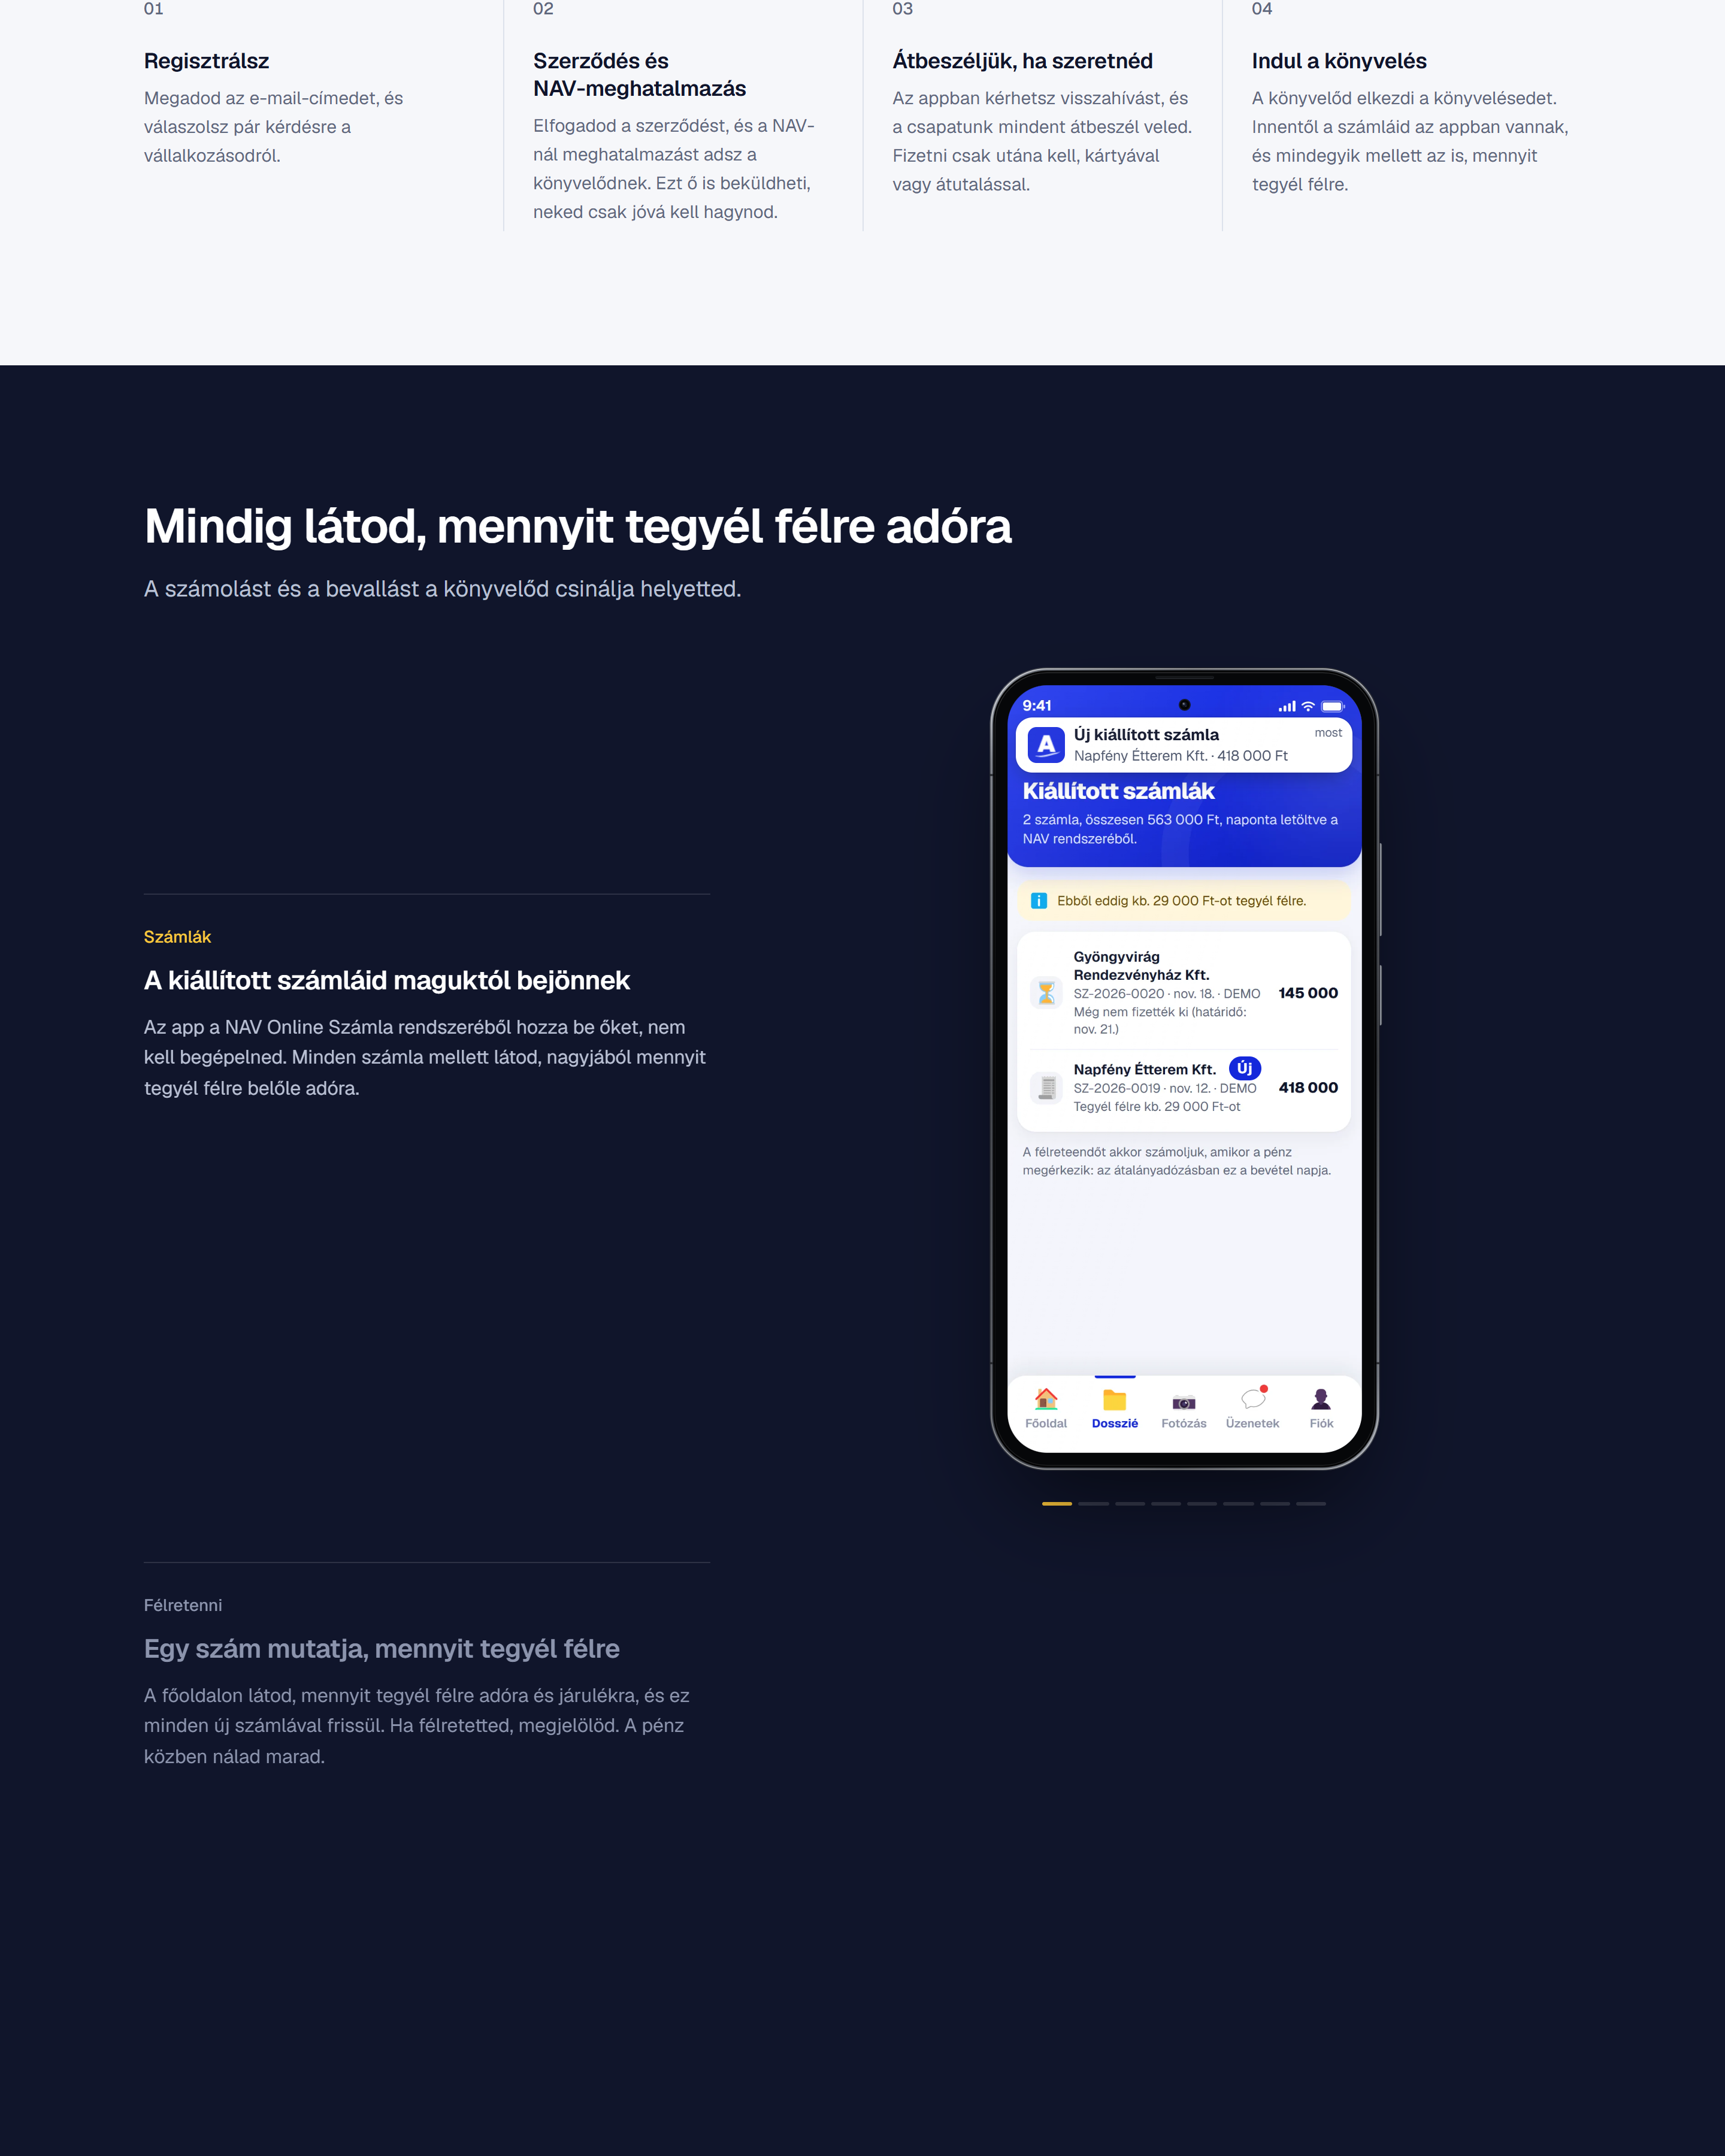 01
Regisztrálsz
Megadod az e-mail-címedet, és
válaszolsz pár kérdésre a
vállalkozásodról.
02
Szerződés és
NAV-meghatalmazás
Elfogadod a szerződést, és a NAV-
nál meghatalmazást adsz a
könyvelődnek. Ezt ő is beküldheti,
neked csak jóvá kell hagynod.
03
Átbeszéljük, ha szeretnéd
Az appban kérhetsz visszahívást, és
a csapatunk mindent átbeszél veled.
Fizetni csak utána kell, kártyával
vagy átutalással.
04
Indul a könyvelés
A könyvelőd elkezdi a könyvelésedet.
Innentől a számláid az appban vannak,
és mindegyik mellett az is, mennyit
tegyél félre.
Mindig látod, mennyit tegyél félre adóra
A számolást és a bevallást a könyvelőd csinálja helyetted.
Számlák
A kiállított számláid maguktól bejönnek
Az app a NAV Online Számla rendszeréből hozza be őket, nem
kell begépelned. Minden számla mellett látod, nagyjából mennyit
tegyél félre belőle adóra.
9:41
A
Új kiállított számla
most
Napfény Étterem Kft. · 418 000 Ft
Kiállított számlák
2 számla, összesen 563 000 Ft, naponta letöltve a
NAV rendszeréből.
Ebből eddig kb. 29 000 Ft-ot tegyél félre.
Gyöngyvirág
Rendezvényház Kft.
SZ-2026-0020 · nov. 18. · DEMO
145 000
Még nem fizették ki (határidő:
nov. 21.)
Napfény Étterem Kft. Új
SZ-2026-0019 · nov. 12. · DEMO
418 000
Tegyél félre kb. 29 000 Ft-ot
A félreteendőt akkor számoljuk, amikor a pénz
megérkezik: az átalányadózásban ez a bevétel napja.
Főoldal
Dosszié
Fotózás
Üzenetek
Fiók
Félretenni
Egy szám mutatja, mennyit tegyél félre
A főoldalon látod, mennyit tegyél félre adóra és járulékra, és ez
minden új számlával frissül. Ha félretetted, megjelölöd. A pénz
közben nálad marad.